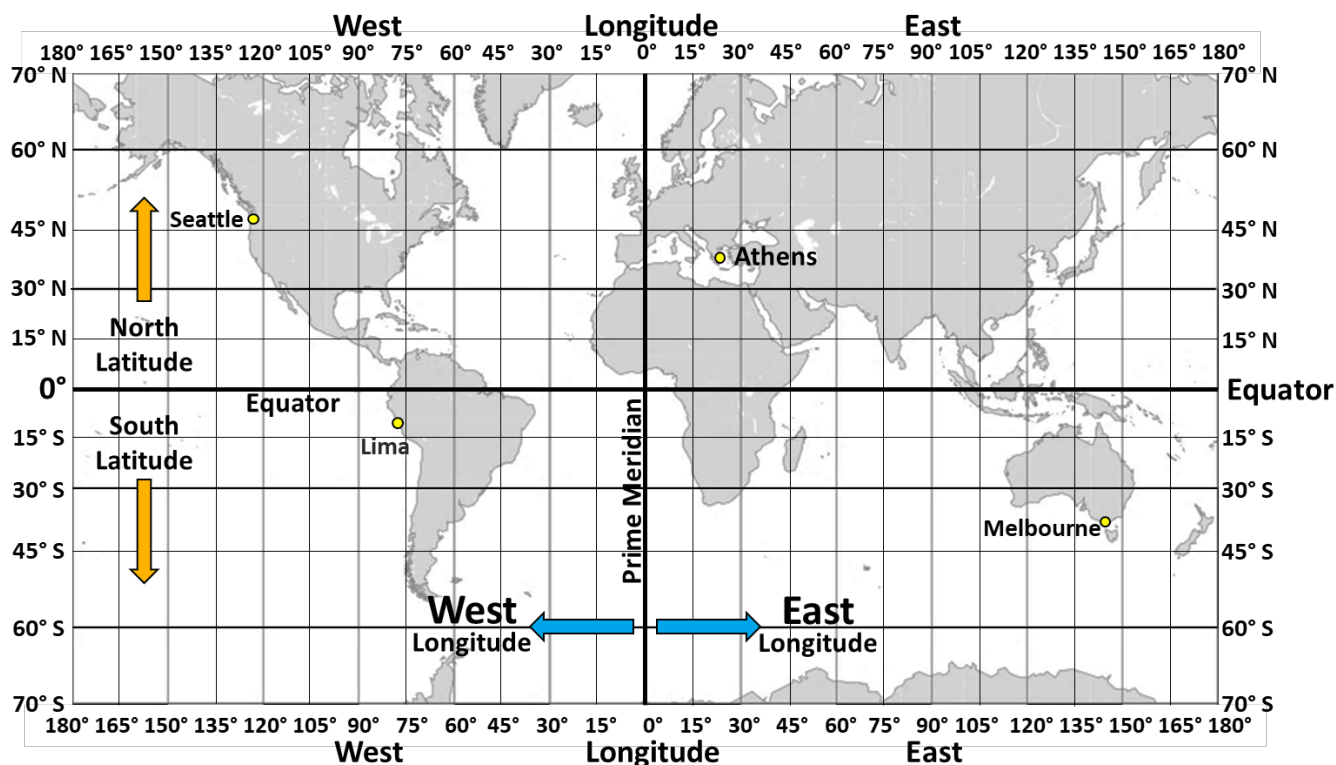 West Longitude East
180° 165° 150° 135° 120° 105° 90° 75° 60° 45° 30° 15° 0° 15° 30° 45° 60° 75° 90° 105° 120° 135° 150° 165° 180°
70° N 70° N
60° N 60° N
Seattle
45° N 45° N
Athens
30° N 30° N
North
Latitude
15° N 15° N
0° Equator
Equator
South
Latitude
15° S 15° S
Lima
30° S 30° S
Prime Meridian
Melbourne
45° S 45° S
West
Longitude
East
Longitude
60° S 60° S
70° S 70° S
180° 165° 150° 135° 120° 105° 90° 75° 60° 45° 30° 15° 0° 15° 30° 45° 60° 75° 90° 105° 120° 135° 150° 165° 180°
West Longitude East